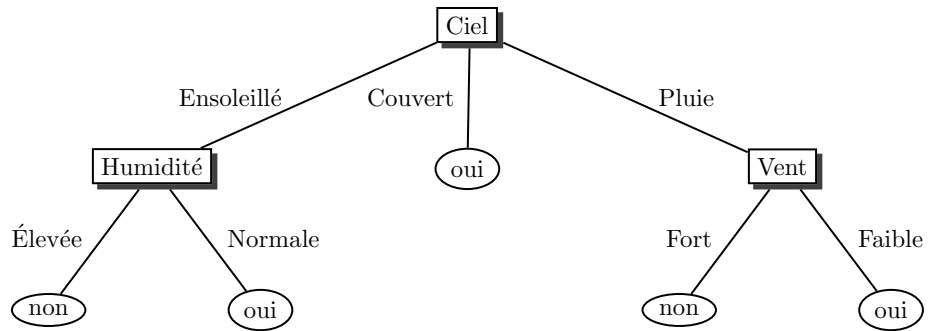 Ciel
Ensoleillé Couvert Pluie
Humidité oui Vent
Élevée Normale Fort Faible
non oui non oui